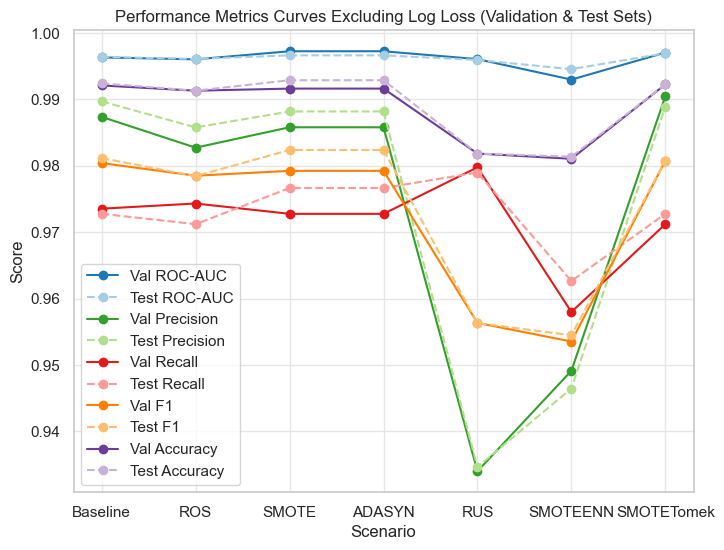 Performance Metrics Curves Excluding Log Loss (Validation & Test Sets)
1.00
0.99
0.98
0.97
0.96
0.95
0.94
Score
Val ROC-AUC
Test ROC-AUC
Val Precision
Test Precision
Val Recall
Test Recall
Val F1
Test F1
Val Accuracy
Test Accuracy
Baseline ROS SMOTE ADASYN RUS SMOTEENN SMOTETomek
Scenario